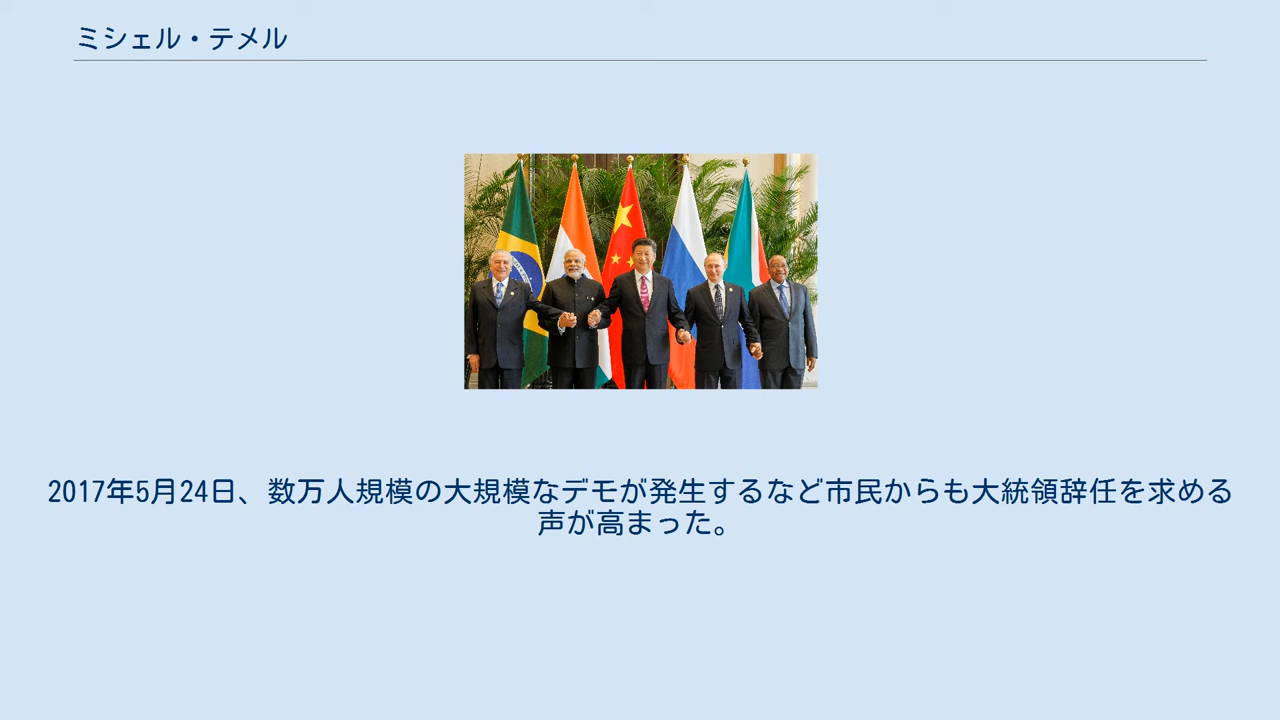 ミシェル・テメル
2017年5月24日、数万人規模の大規模なデモが発生するなど市民からも大統領辞任を求める
声が高まった。